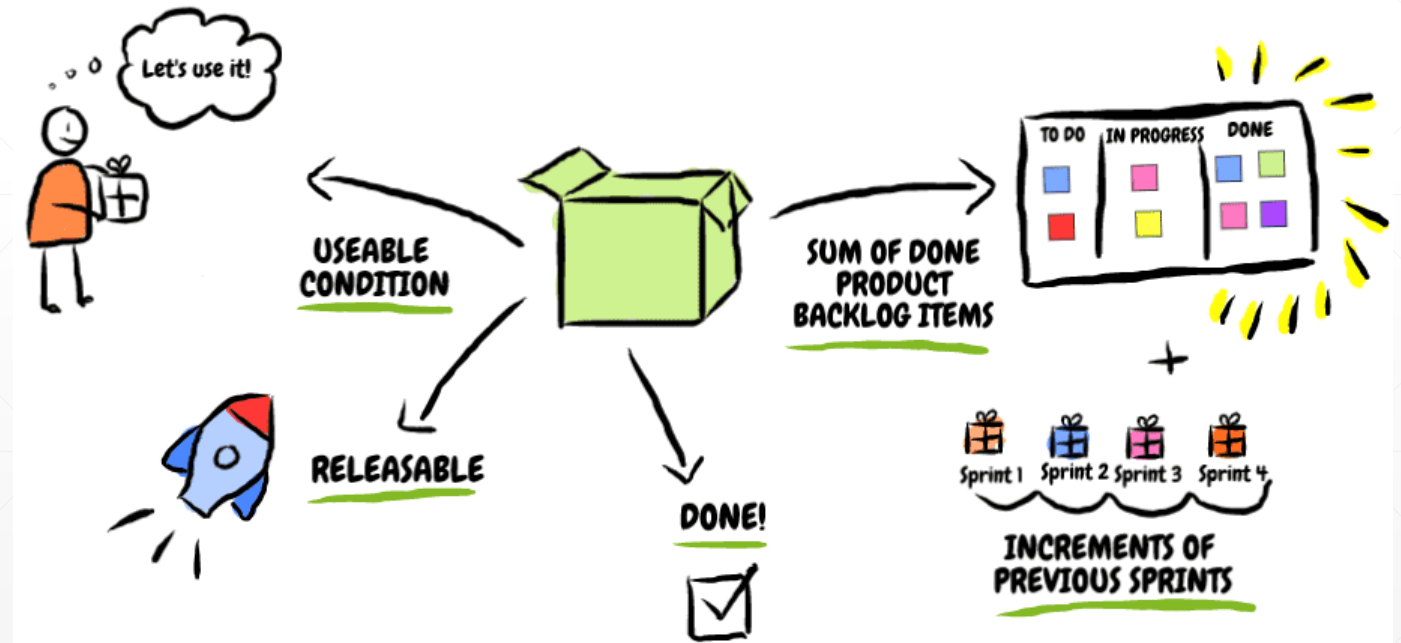 Let's use it!
TO DO
IN PROGRESS
DONE
USEABLE
CONDITION
SUM OF DONE
PRODUCT
BACKLOG ITEMS
RELEASABLE
DONE!
Sprint 1
Sprint 2
Sprint 3
Sprint 4
INCREMENTS OF
PREVIOUS SPRINTS